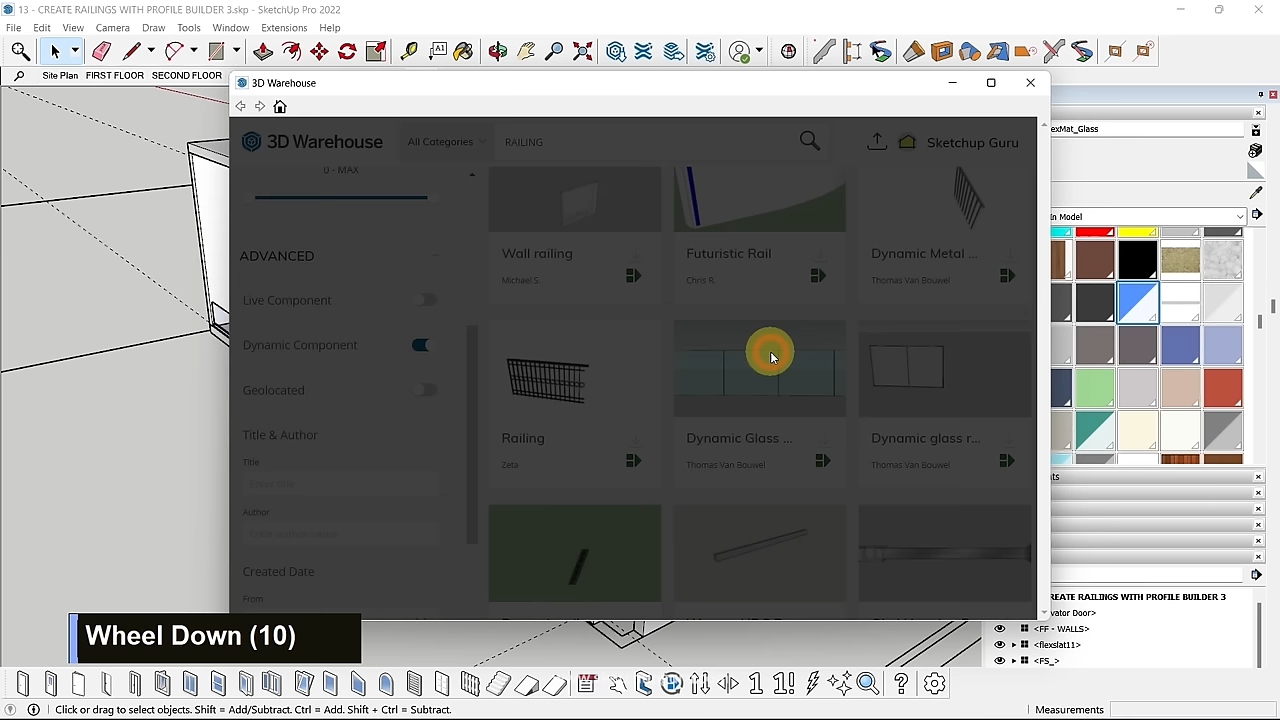 13 - CREATE RAILINGS WITH PROFILE BUILDER 3.skp - SketchUp Pro 2022
File Edit View Camera Draw Tools Window Extensions Help
Site Plan FIRST FLOOR SECOND FLOOR
3D Warehouse
exMat_Glass
3D Warehouse All Categories RAILING Sketchup Guru
0 - MAX
In Model
ADVANCED
Wall railing Futuristic Rail Dynamic Metal ...
Michael S. Chris R. Thomas Van Bouwel
Live Component
Dynamic Component
Geolocated
Title & Author
Railing Dynamic Glass ... Dynamic glass r...
Title
Zeta Thomas Van Bouwel Thomas Van Bouwel
Enter title
Author
Created Date
From
Wheel Down (10)
nts
REATE RAILINGS WITH PROFILE BUILDER 3
vator Door>
<FF - WALLS>
<flexslat11>
<FS_>
Click or drag to select objects. Shift = Add/Subtract. Ctrl = Add. Shift + Ctrl = Subtract. Measurements